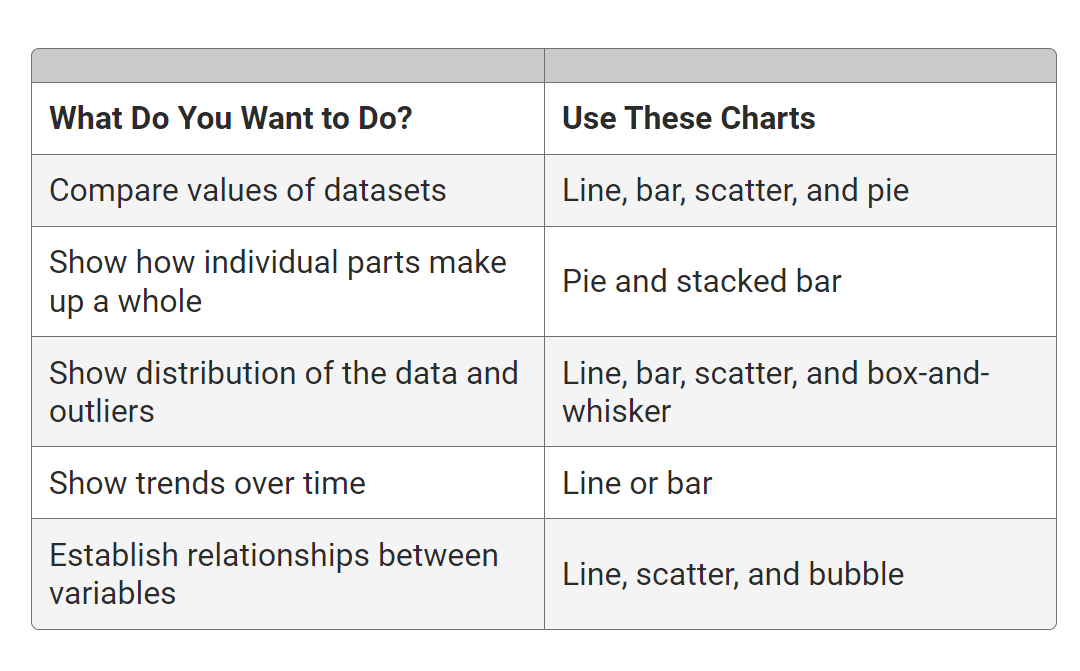 What Do You Want to Do?
Use These Charts
Compare values of datasets
Line, bar, scatter, and pie
Show how individual parts make
up a whole
Pie and stacked bar
Show distribution of the data and
outliers
Line, bar, scatter, and box-and-
whisker
Show trends over time
Line or bar
Establish relationships between
variables
Line, scatter, and bubble